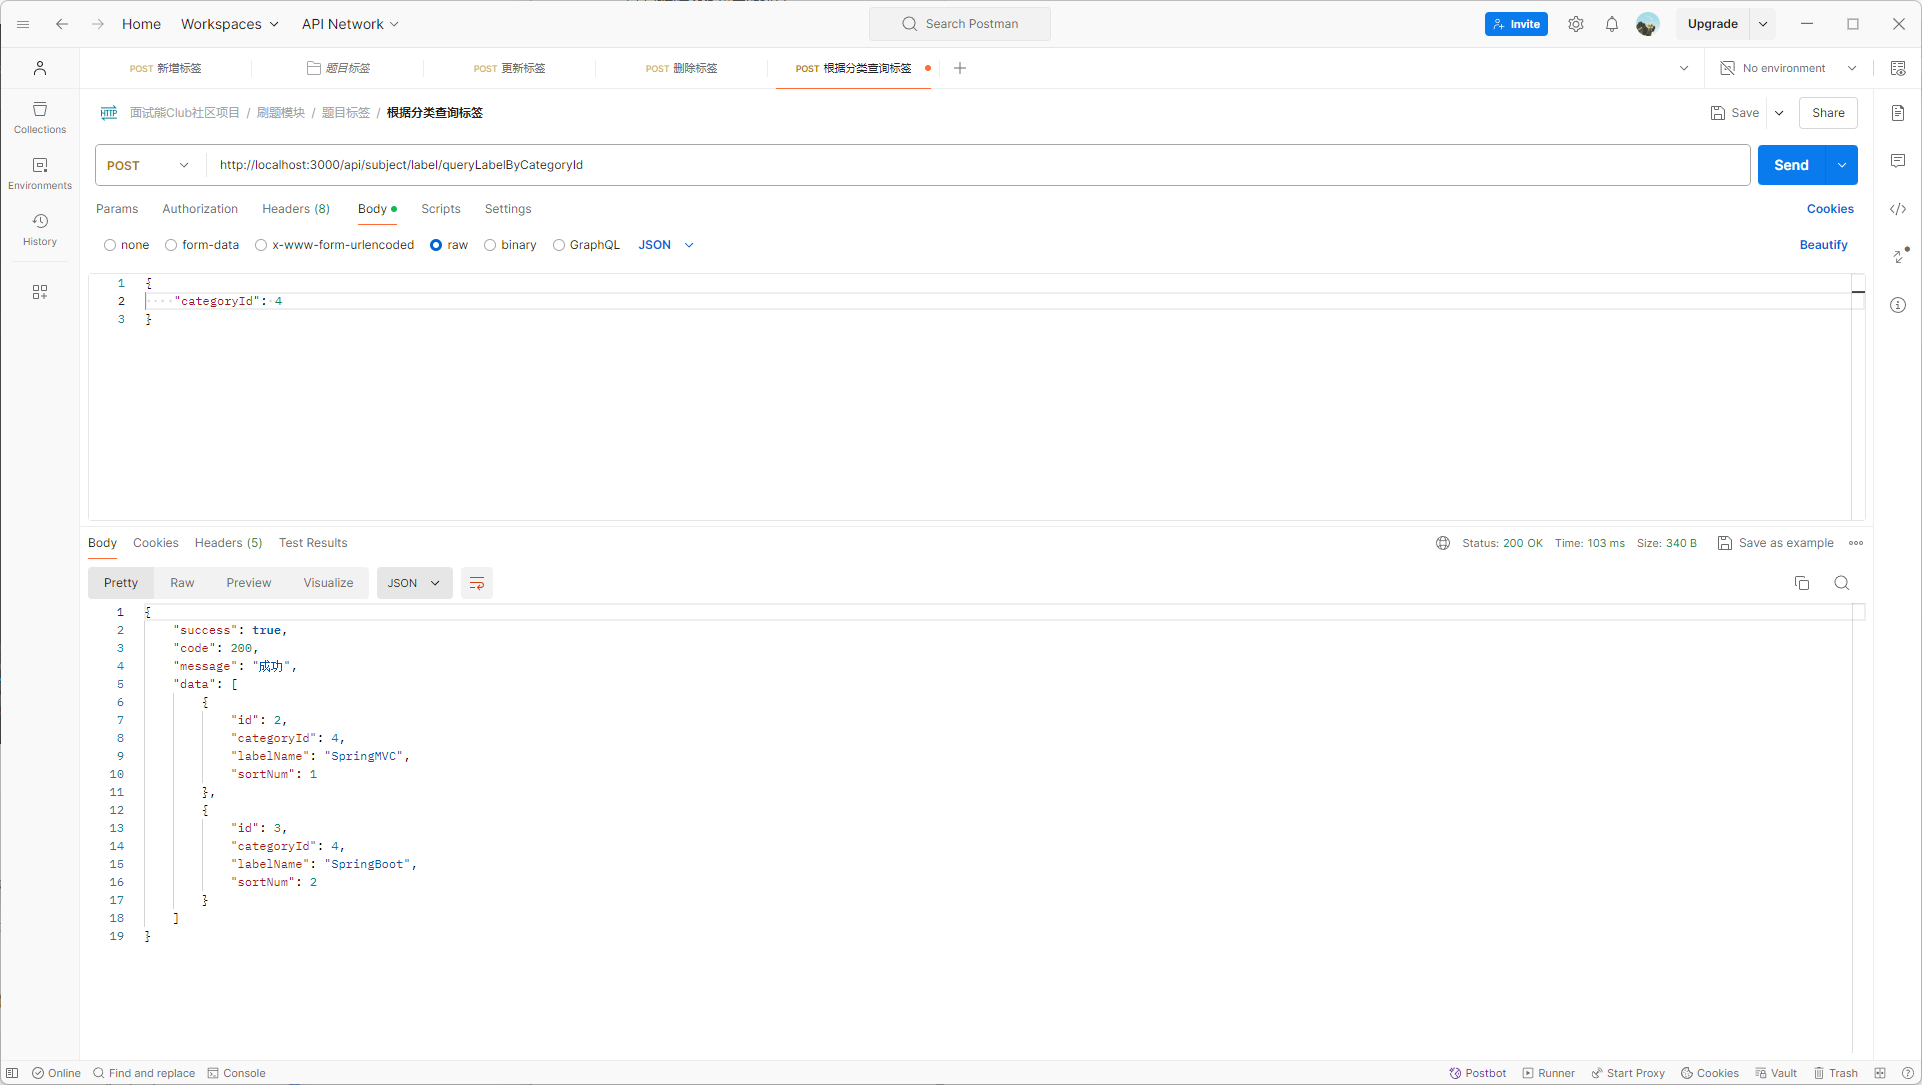 Home Workspaces API Network Search Postman Invite Upgrade
POST 新增标签 题目标签 POST 更新标签 POST 删除标签 POST 根据分类查询标签 No environment
HTTP 面试熊Club社区项目 / 刷题模块 / 题目标签 / 根据分类查询标签 Save Share
Collections
POST http://localhost:3000/api/subject/label/queryLabelByCategoryId Send
Environments
Params Authorization Headers (8) Body Scripts Settings Cookies
History
none form-data x-www-form-urlencoded raw binary GraphQL JSON Beautify
1 {
2 "categoryId": 4
3 }
Body Cookies Headers (5) Test Results Status: 200 OK Time: 103 ms Size: 340 B Save as example
Pretty Raw Preview Visualize JSON
1 {
2 "success": true,
3 "code": 200,
4 "message": "成功",
5 "data": [
6 {
7 "id": 2,
8 "categoryId": 4,
9 "labelName": "SpringMVC",
10 "sortNum": 1
11 },
12 {
13 "id": 3,
14 "categoryId": 4,
15 "labelName": "SpringBoot",
16 "sortNum": 2
17 }
18 ]
19 }
Online Find and replace Console Postbot Runner Start Proxy Cookies Vault Trash